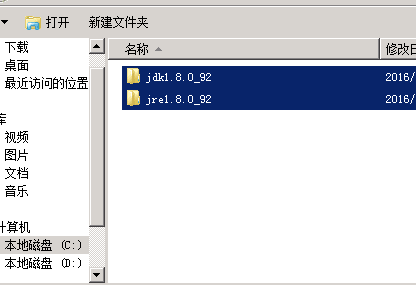 打开 新建文件夹
名称 修改日
下载
桌面
最近访问的位置
库
视频
图片
文档
音乐
计算机
本地磁盘 (C:)
本地磁盘 (D:)
jdk1.8.0_92 2016/
jre1.8.0_92 2016/